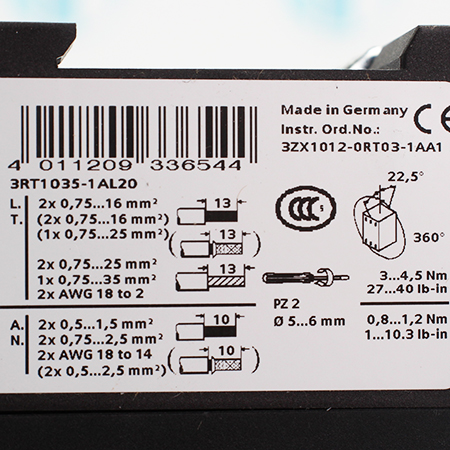 Made in Germany
Instr. Ord.No.:
3ZX1012-0RT03-1AA1
CE
4 011209 336544
3RT1035-1AL20
L. 2x 0,75...16 mm² 13
T. (2x 0,75...16 mm²)
(1x 0,75...25 mm²) 13
2x 0,75...25 mm²
1x 0,75...35 mm² 13
2x AWG 18 to 2
CCC S
22,5°
360°
PZ 2
Ø 5...6 mm
3...4,5 Nm
27...40 lb-in
A. 2x 0,5...1,5 mm² 10
N. 2x 0,75...2,5 mm²
2x AWG 18 to 14
(2x 0,5...2,5 mm²) 10
0,8...1,2 Nm
1...10.3 lb-in